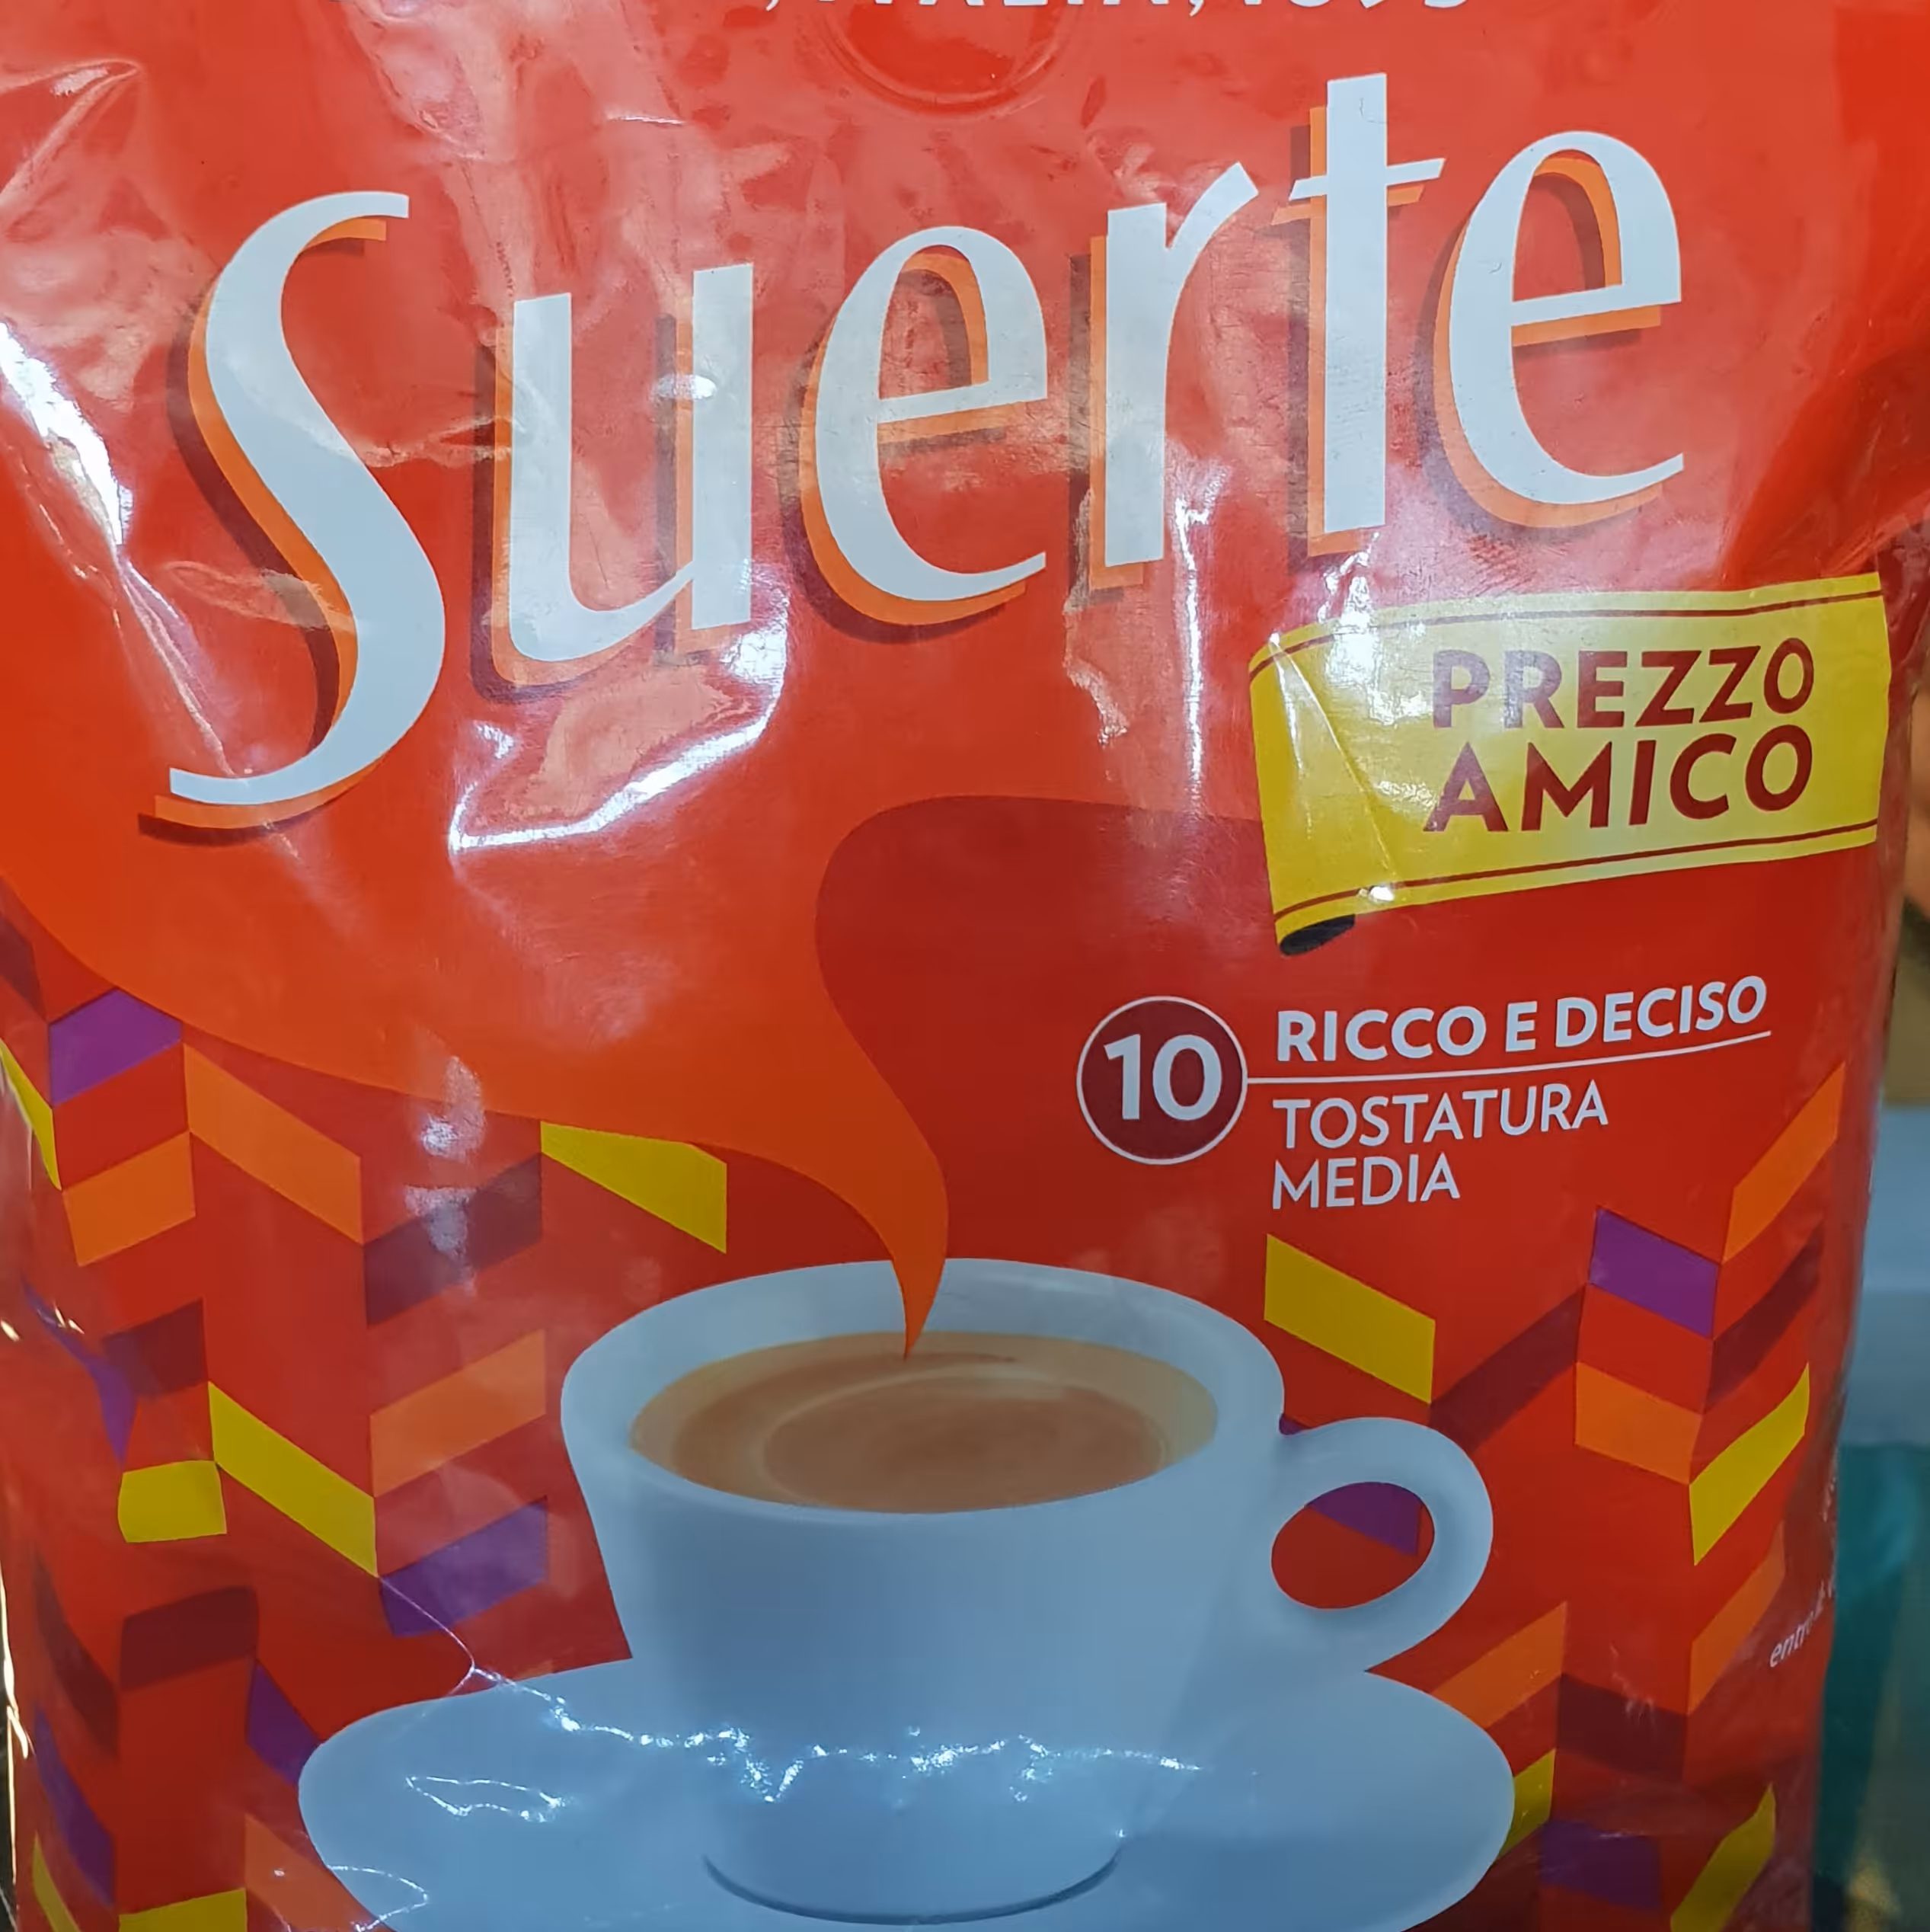 Suerte
PREZZO
AMICO
10
RICCO E DECISO
TOSTATURA
MEDIA